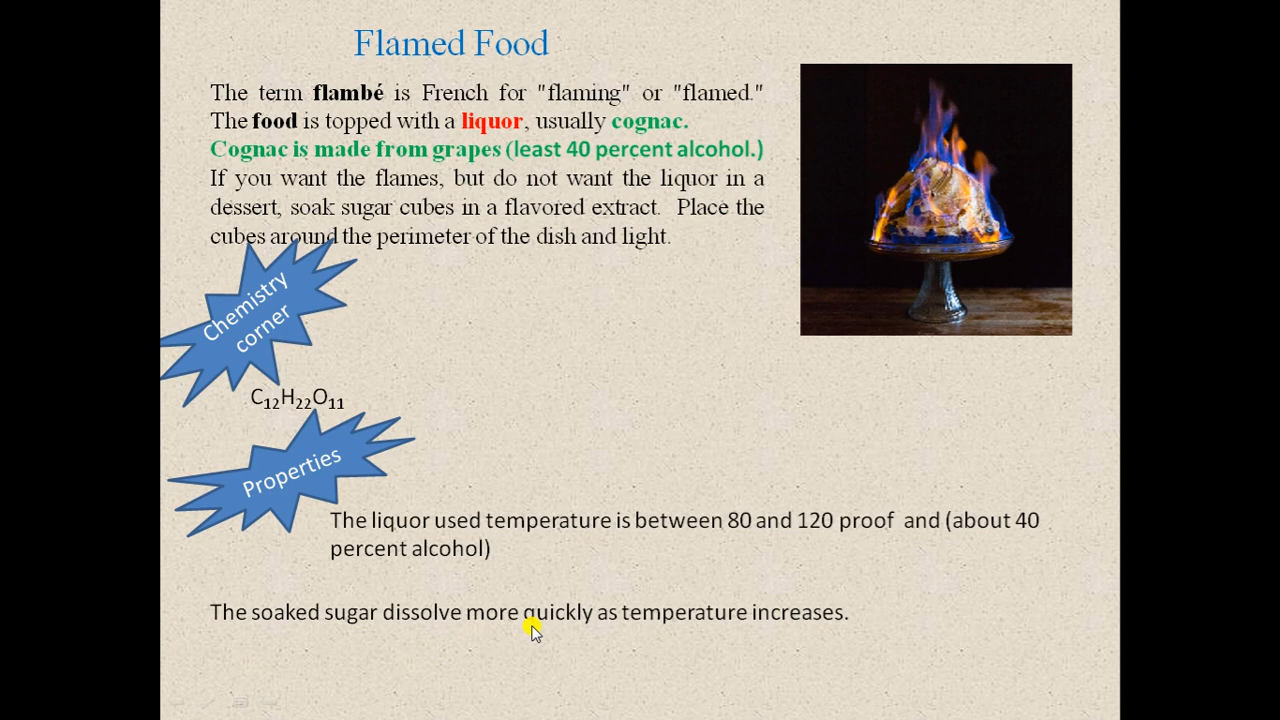 Flamed Food
The term flambé is French for "flaming" or "flamed."
The food is topped with a liquor, usually cognac.
Cognac is made from grapes (least 40 percent alcohol.)
If you want the flames, but do not want the liquor in a
dessert, soak sugar cubes in a flavored extract. Place the
cubes around the perimeter of the dish and light.
Chemistry
corner
C₁₂H₂₂O₁₁
Properties
The liquor used temperature is between 80 and 120 proof and (about 40
percent alcohol)
The soaked sugar dissolve more quickly as temperature increases.